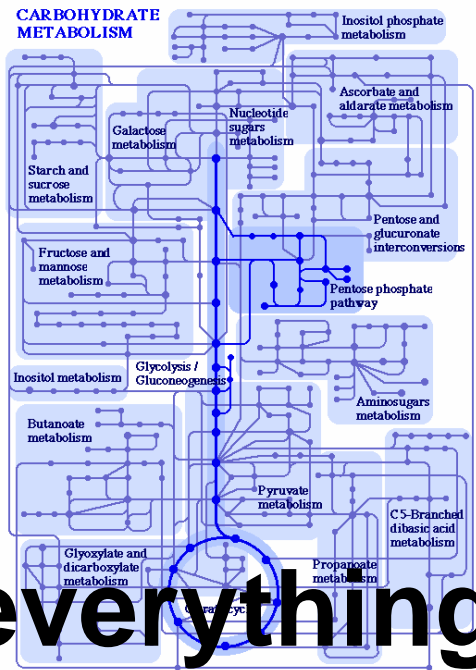 CARBOHYDRATE
METABOLISM
Inositol phosphate
metabolism
Ascorbate and
aldarate metabolism
Nucleotide
sugars
metabolism
Galactose
metabolism
Starch and
sucrose
metabolism
Pentose and
glucuronate
interconversions
Fructose and
mannose
metabolism
Pentose phosphate
pathway
Glycolysis /
Gluconeogenesis
Inositol metabolism
Aminosugars
metabolism
Butanoate
metabolism
Pyruvate
metabolism
C5-Branched
dibasic acid
metabolism
Glyoxylate and
dicarboxylate
metabolism
Propanoate
metabolism
everything